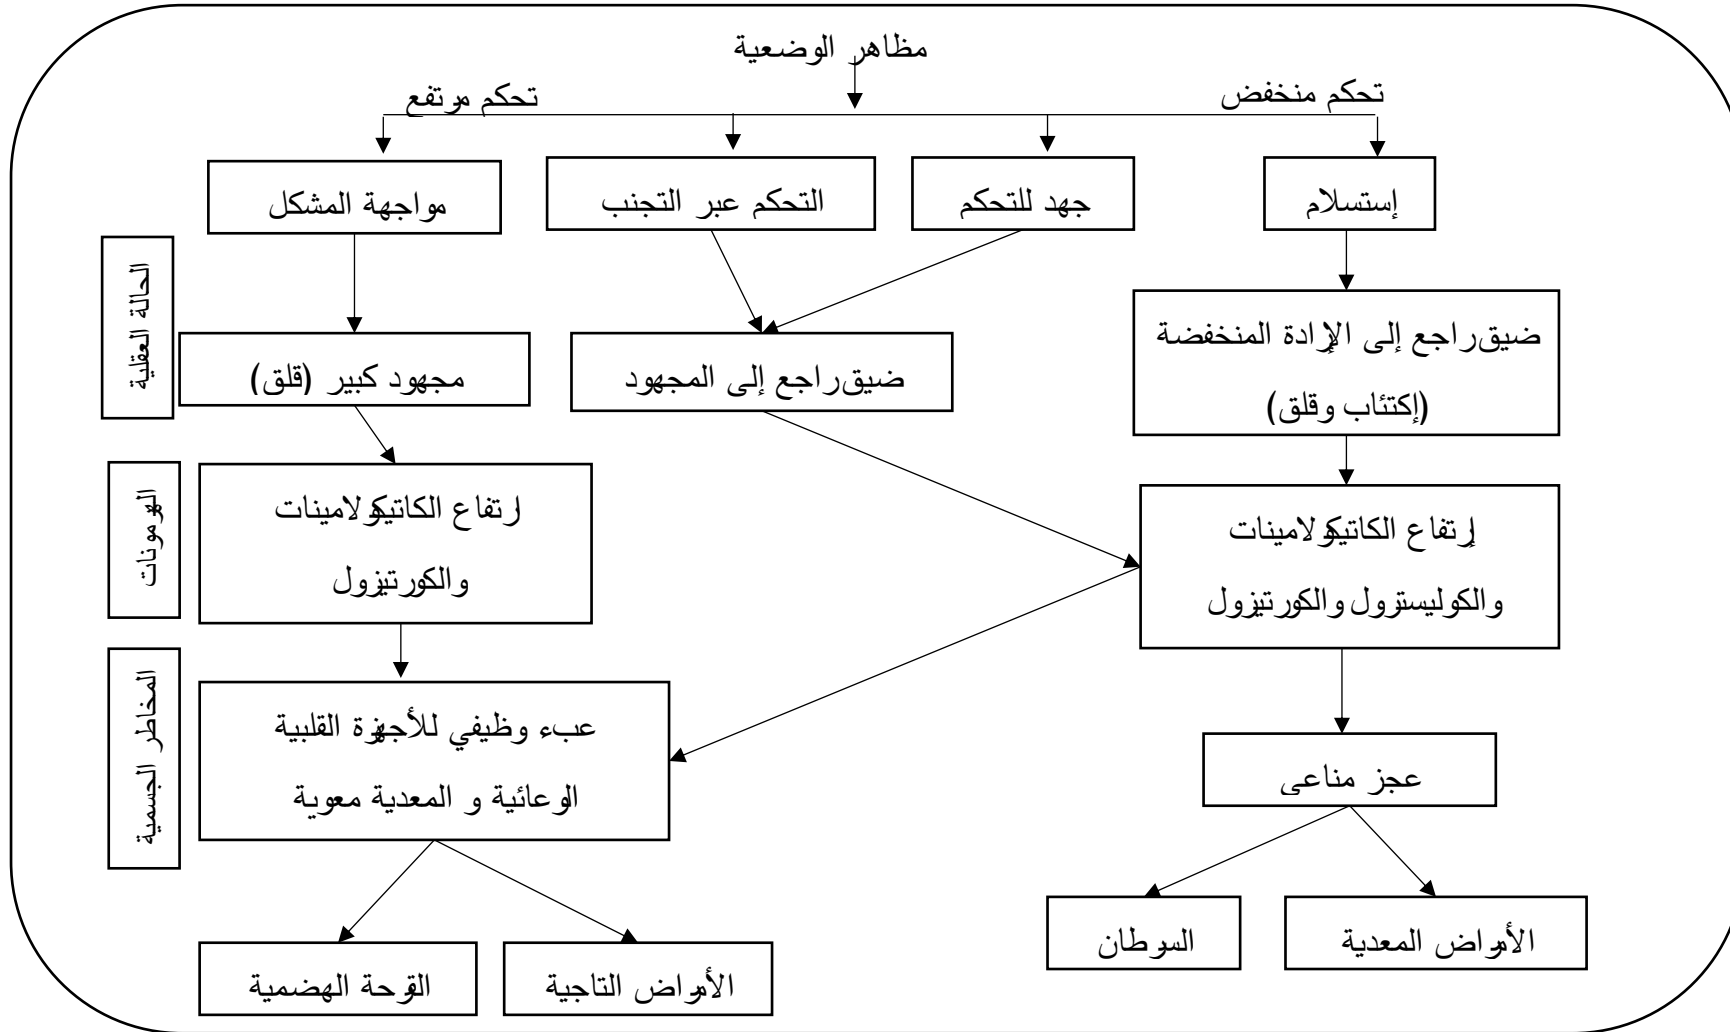 مظاهر الوضعية
تحكم منخفض
تحكم مرتفع
إستسلام
جهد للتحكم
التحكم عبر التجنب
مواجهة المشكل
الحالة العقلية
ضيق راجع إلى الإرادة المنخفضة
(إكتئاب وقلق)
ضيق راجع إلى المجهود
مجهود كبير (قلق)
الهرمونات
إرتفاع الكاتيكولامينات
والكوليسترول والكورتيزول
ارتفاع الكاتيكولامينات
والكورتيزول
المخاطر الجسمية
عجز مناعى
عبء وظيفي للأجهزة القلبية
الوعائية و المعدية معوية
الأمراض المعدية
السرطان
الأمراض التاجية
القرحة الهضمية